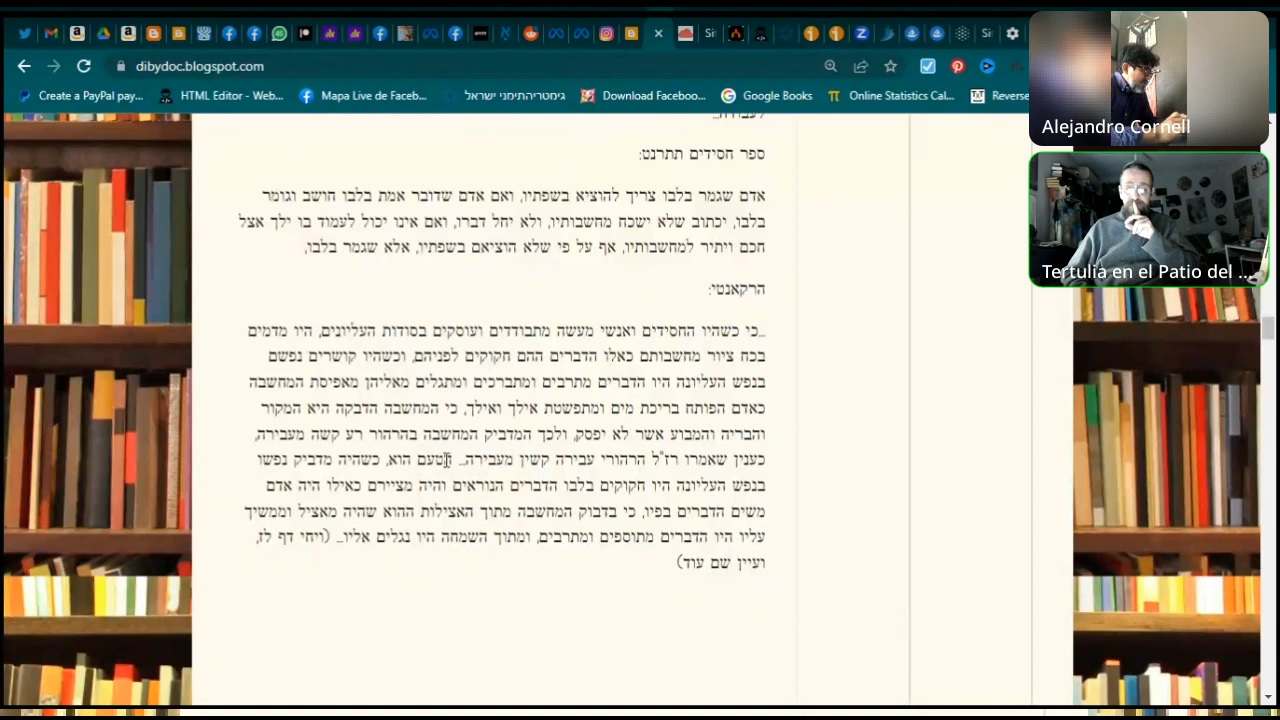 dibydoc.blogspot.com
Create a PayPal pay...
HTML Editor - Web...
Mapa Live de Faceb...
גימטריהתימני ישראל
Download Faceboo...
Google Books
Online Statistics Cal...
Reverse
Alejandro Cornell
Tertulia en el Patio del ...
לעבודה...
ספר חסידים תתרנט:
אדם שגמר בלבו צריך להוציא בשפתיו, ואם אדם שדובר אמת בלבו חושב וגומר
בלבו, יכתוב שלא ישכח מחשבותיו, ולא יחל דברו, ואם אינו יכול לעמוד בו ילך אצל
חכם ויתיר למחשבותיו, אף על פי שלא הוציאם בשפתיו, אלא שגמר בלבו,
הרקאנטי:
...כי כשהיו החסידים ואנשי מעשה מתבודדים ועוסקים בסודות העליונים, היו מדמים
בכח ציור מחשבותם כאלו הדברים ההם חקוקים לפניהם, וכשהיו קושרים נפשם
בנפש העליונה היו הדברים מתרבים ומתברכים ומתגלים מאליהן מאפיסת המחשבה
כאדם הפותח בריכת מים ומתפשטת אילך ואילך, כי המחשבה הדבקה היא המקור
והבריה והמבוע אשר לא יפסק, ולכך המדביק המחשבה בהרהור רע קשה מעבירה,
כענין שאמרו רז"ל הרהורי עבירה קשין מעבירה... והטעם הוא, כשהיה מדביק נפשו
בנפש העליונה היו חקוקים בלבו הדברים הנוראים והיה מציירם כאילו היה אדם
משים הדברים בפיו, כי בדבוק המחשבה מתוך האצילות ההוא שהיה מאציל וממשיך
עליו היו הדברים מתוספים ומתרבים, ומתוך השמחה היו נגלים אליו... (ויחי דף לז,
ועיין שם עוד)